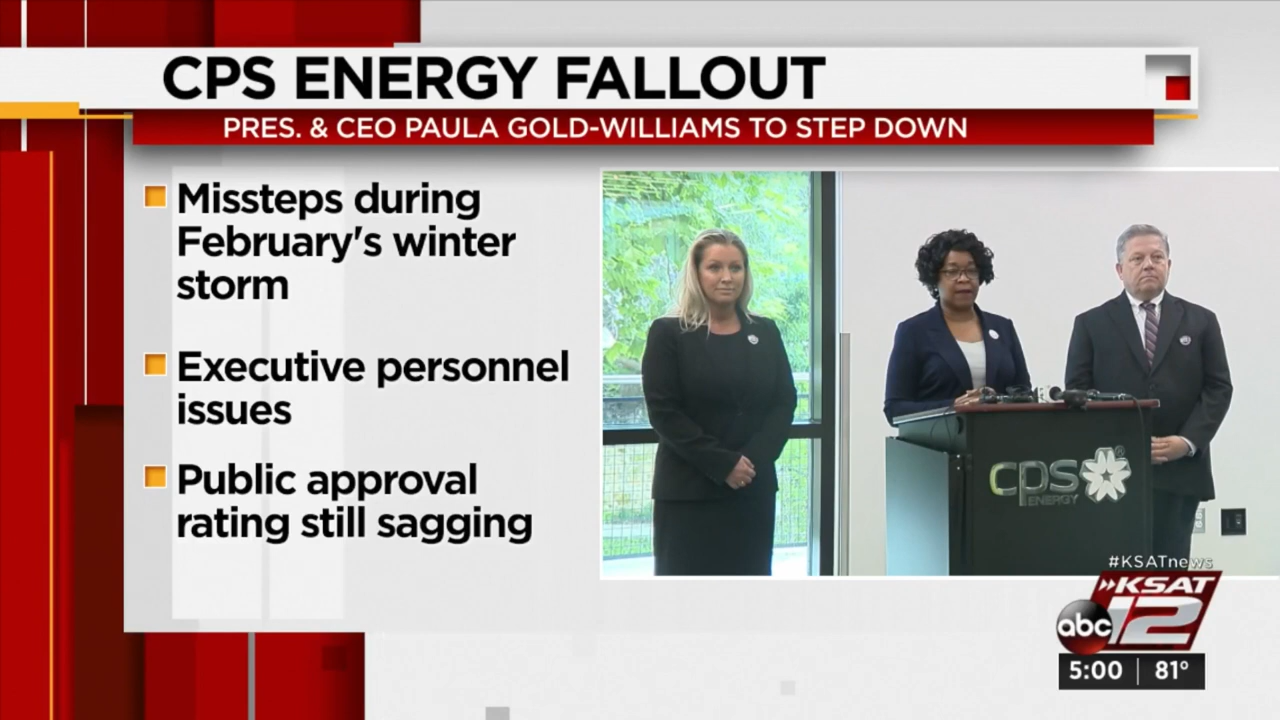 CPS ENERGY FALLOUT
PRES. & CEO PAULA GOLD-WILLIAMS TO STEP DOWN
Missteps during
February's winter
storm
Executive personnel
issues
Public approval
rating still sagging
cps
ENERGY
®
#KSATnews
KSAT
abc 12
5:00 81°